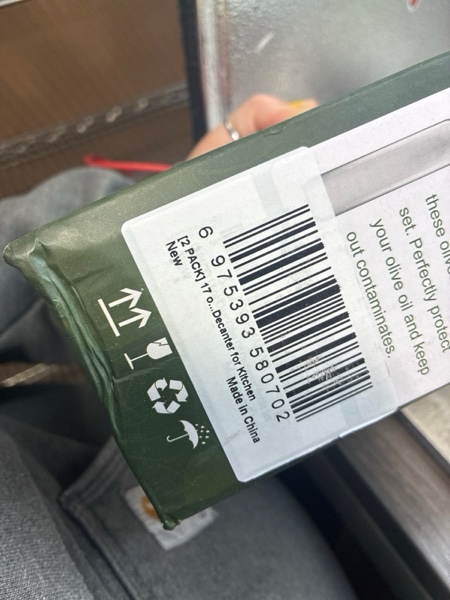 6 975393 580702
[2 PACK] 17 o...Decanter for Kitchen
New
Made in China
these
set. Perfectly protect
your olive oil and keep
out contaminates.